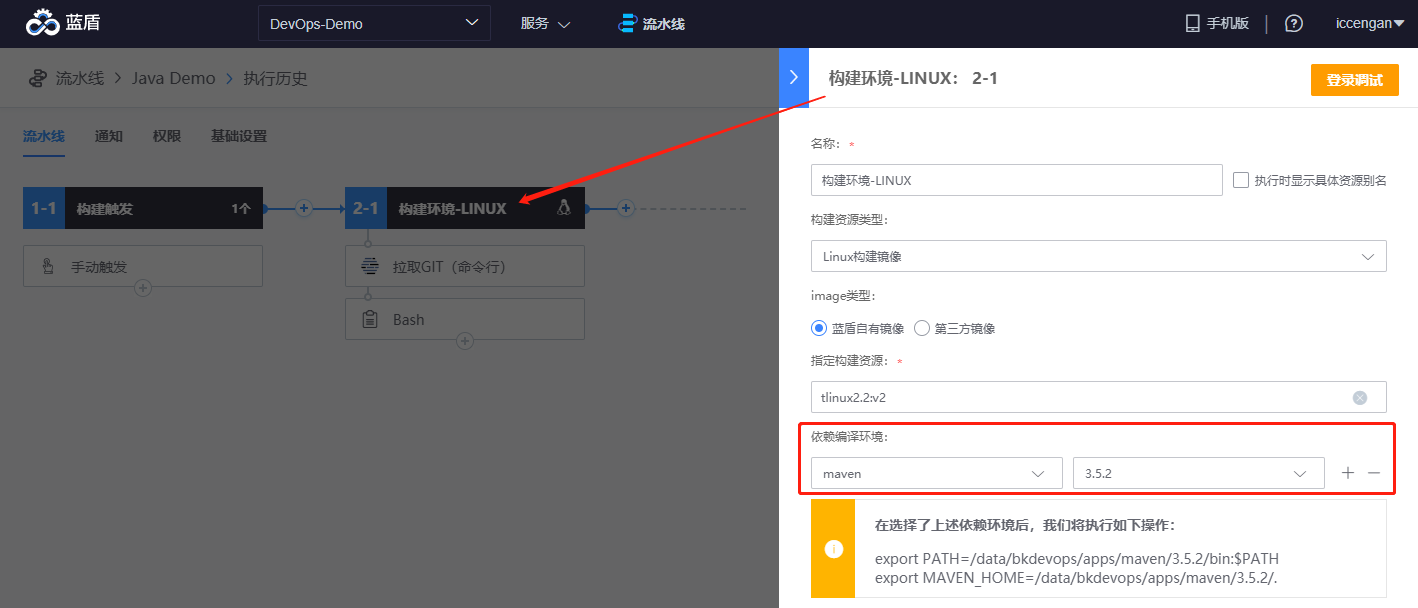 蓝盾
DevOps-Demo
服务
流水线
手机版
iccengan
流水线 > Java Demo > 执行历史
流水线 通知 权限 基础设置
1-1 构建触发 1个
手动触发
2-1 构建环境-LINUX
拉取GIT（命令行）
Bash
构建环境-LINUX： 2-1
登录调试
名称： *
构建环境-LINUX
执行时显示具体资源别名
构建资源类型：
Linux构建镜像
image类型：
蓝盾自有镜像 第三方镜像
指定构建资源： *
tlinux2.2:v2
依赖编译环境：
maven 3.5.2
在选择了上述依赖环境后，我们将执行如下操作：
export PATH=/data/bkdevops/apps/maven/3.5.2/bin:$PATH
export MAVEN_HOME=/data/bkdevops/apps/maven/3.5.2/.